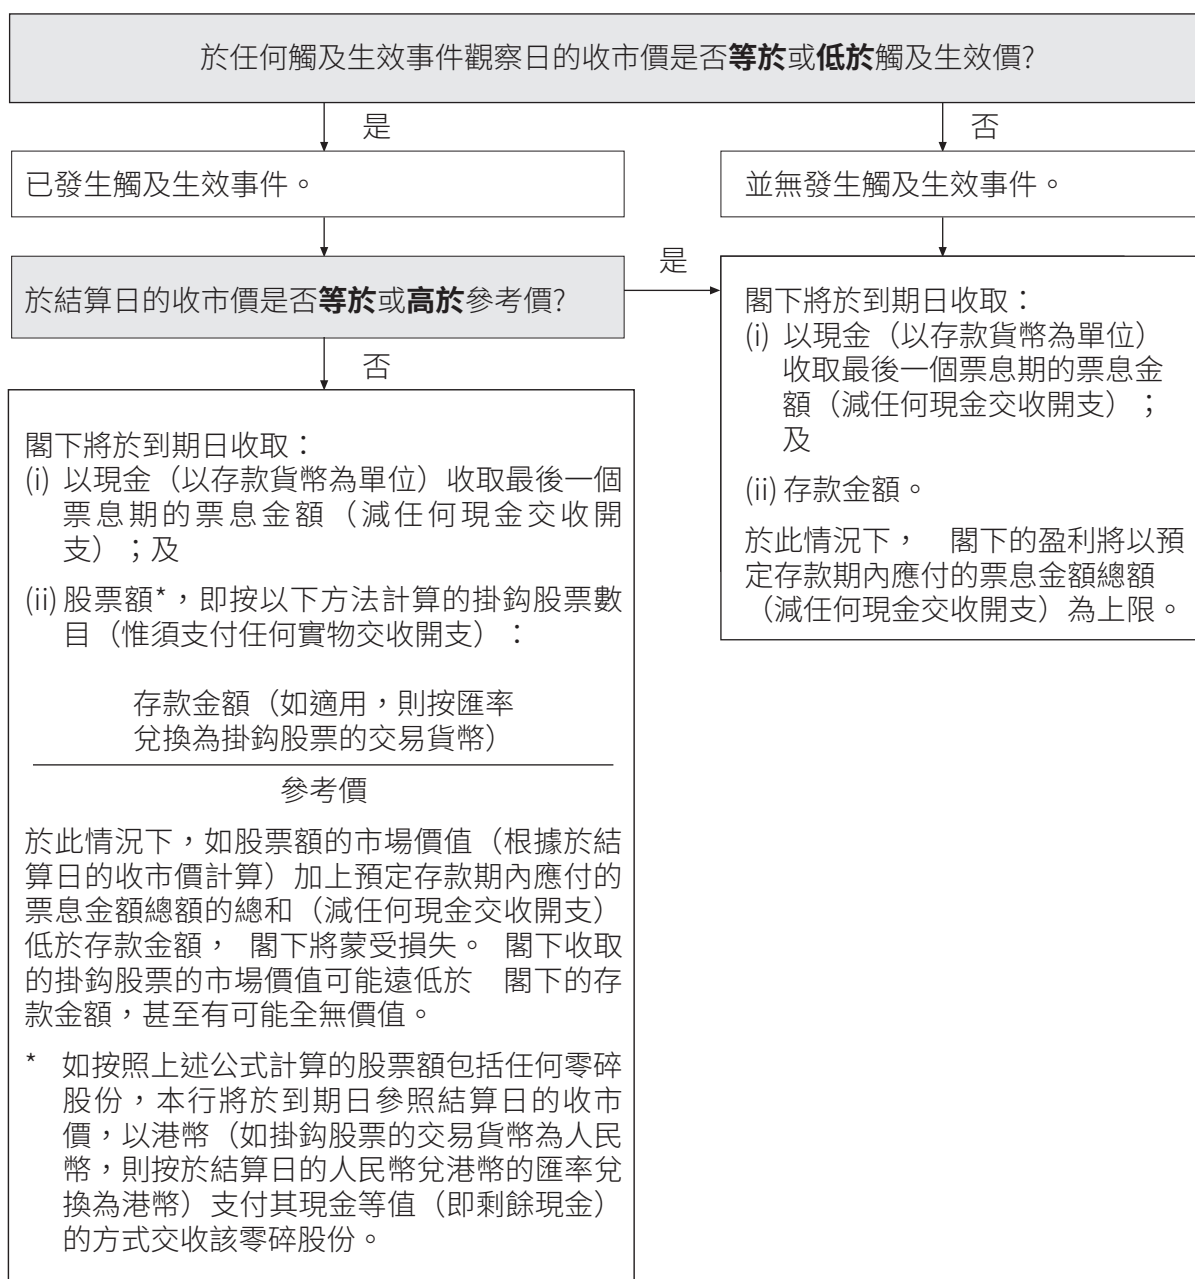 於任何觸及生效事件觀察日的收市價是否等於或低於觸及生效價?
是
否
已發生觸及生效事件。
並無發生觸及生效事件。
於結算日的收市價是否等於或高於參考價?
是
否
閣下將於到期日收取：
(i) 以現金（以存款貨幣為單位）收取最後一個
票息期的票息金額（減任何現金交收開
支）；及
(ii) 股票額*，即按以下方法計算的掛鈎股票數
目（惟須支付任何實物交收開支）：
存款金額（如適用，則按匯率
兌換為掛鈎股票的交易貨幣）
參考價
於此情況下，如股票額的市場價值（根據於結
算日的收市價計算）加上預定存款期內應付的
票息金額總額的總和（減任何現金交收開支）
低於存款金額，　閣下將蒙受損失。　閣下收取
的掛鈎股票的市場價值可能遠低於　閣下的存
款金額，甚至有可能全無價值。
* 如按照上述公式計算的股票額包括任何零碎
股份，本行將於到期日參照結算日的收市
價，以港幣（如掛鈎股票的交易貨幣為人民
幣，則按於結算日的人民幣兌港幣的匯率兌
換為港幣）支付其現金等值（即剩餘現金）
的方式交收該零碎股份。
閣下將於到期日收取：
(i) 以現金（以存款貨幣為單位）
收取最後一個票息期的票息金
額（減任何現金交收開支）；
及
(ii) 存款金額。
於此情況下，　閣下的盈利將以預
定存款期內應付的票息金額總額
（減任何現金交收開支）為上限。